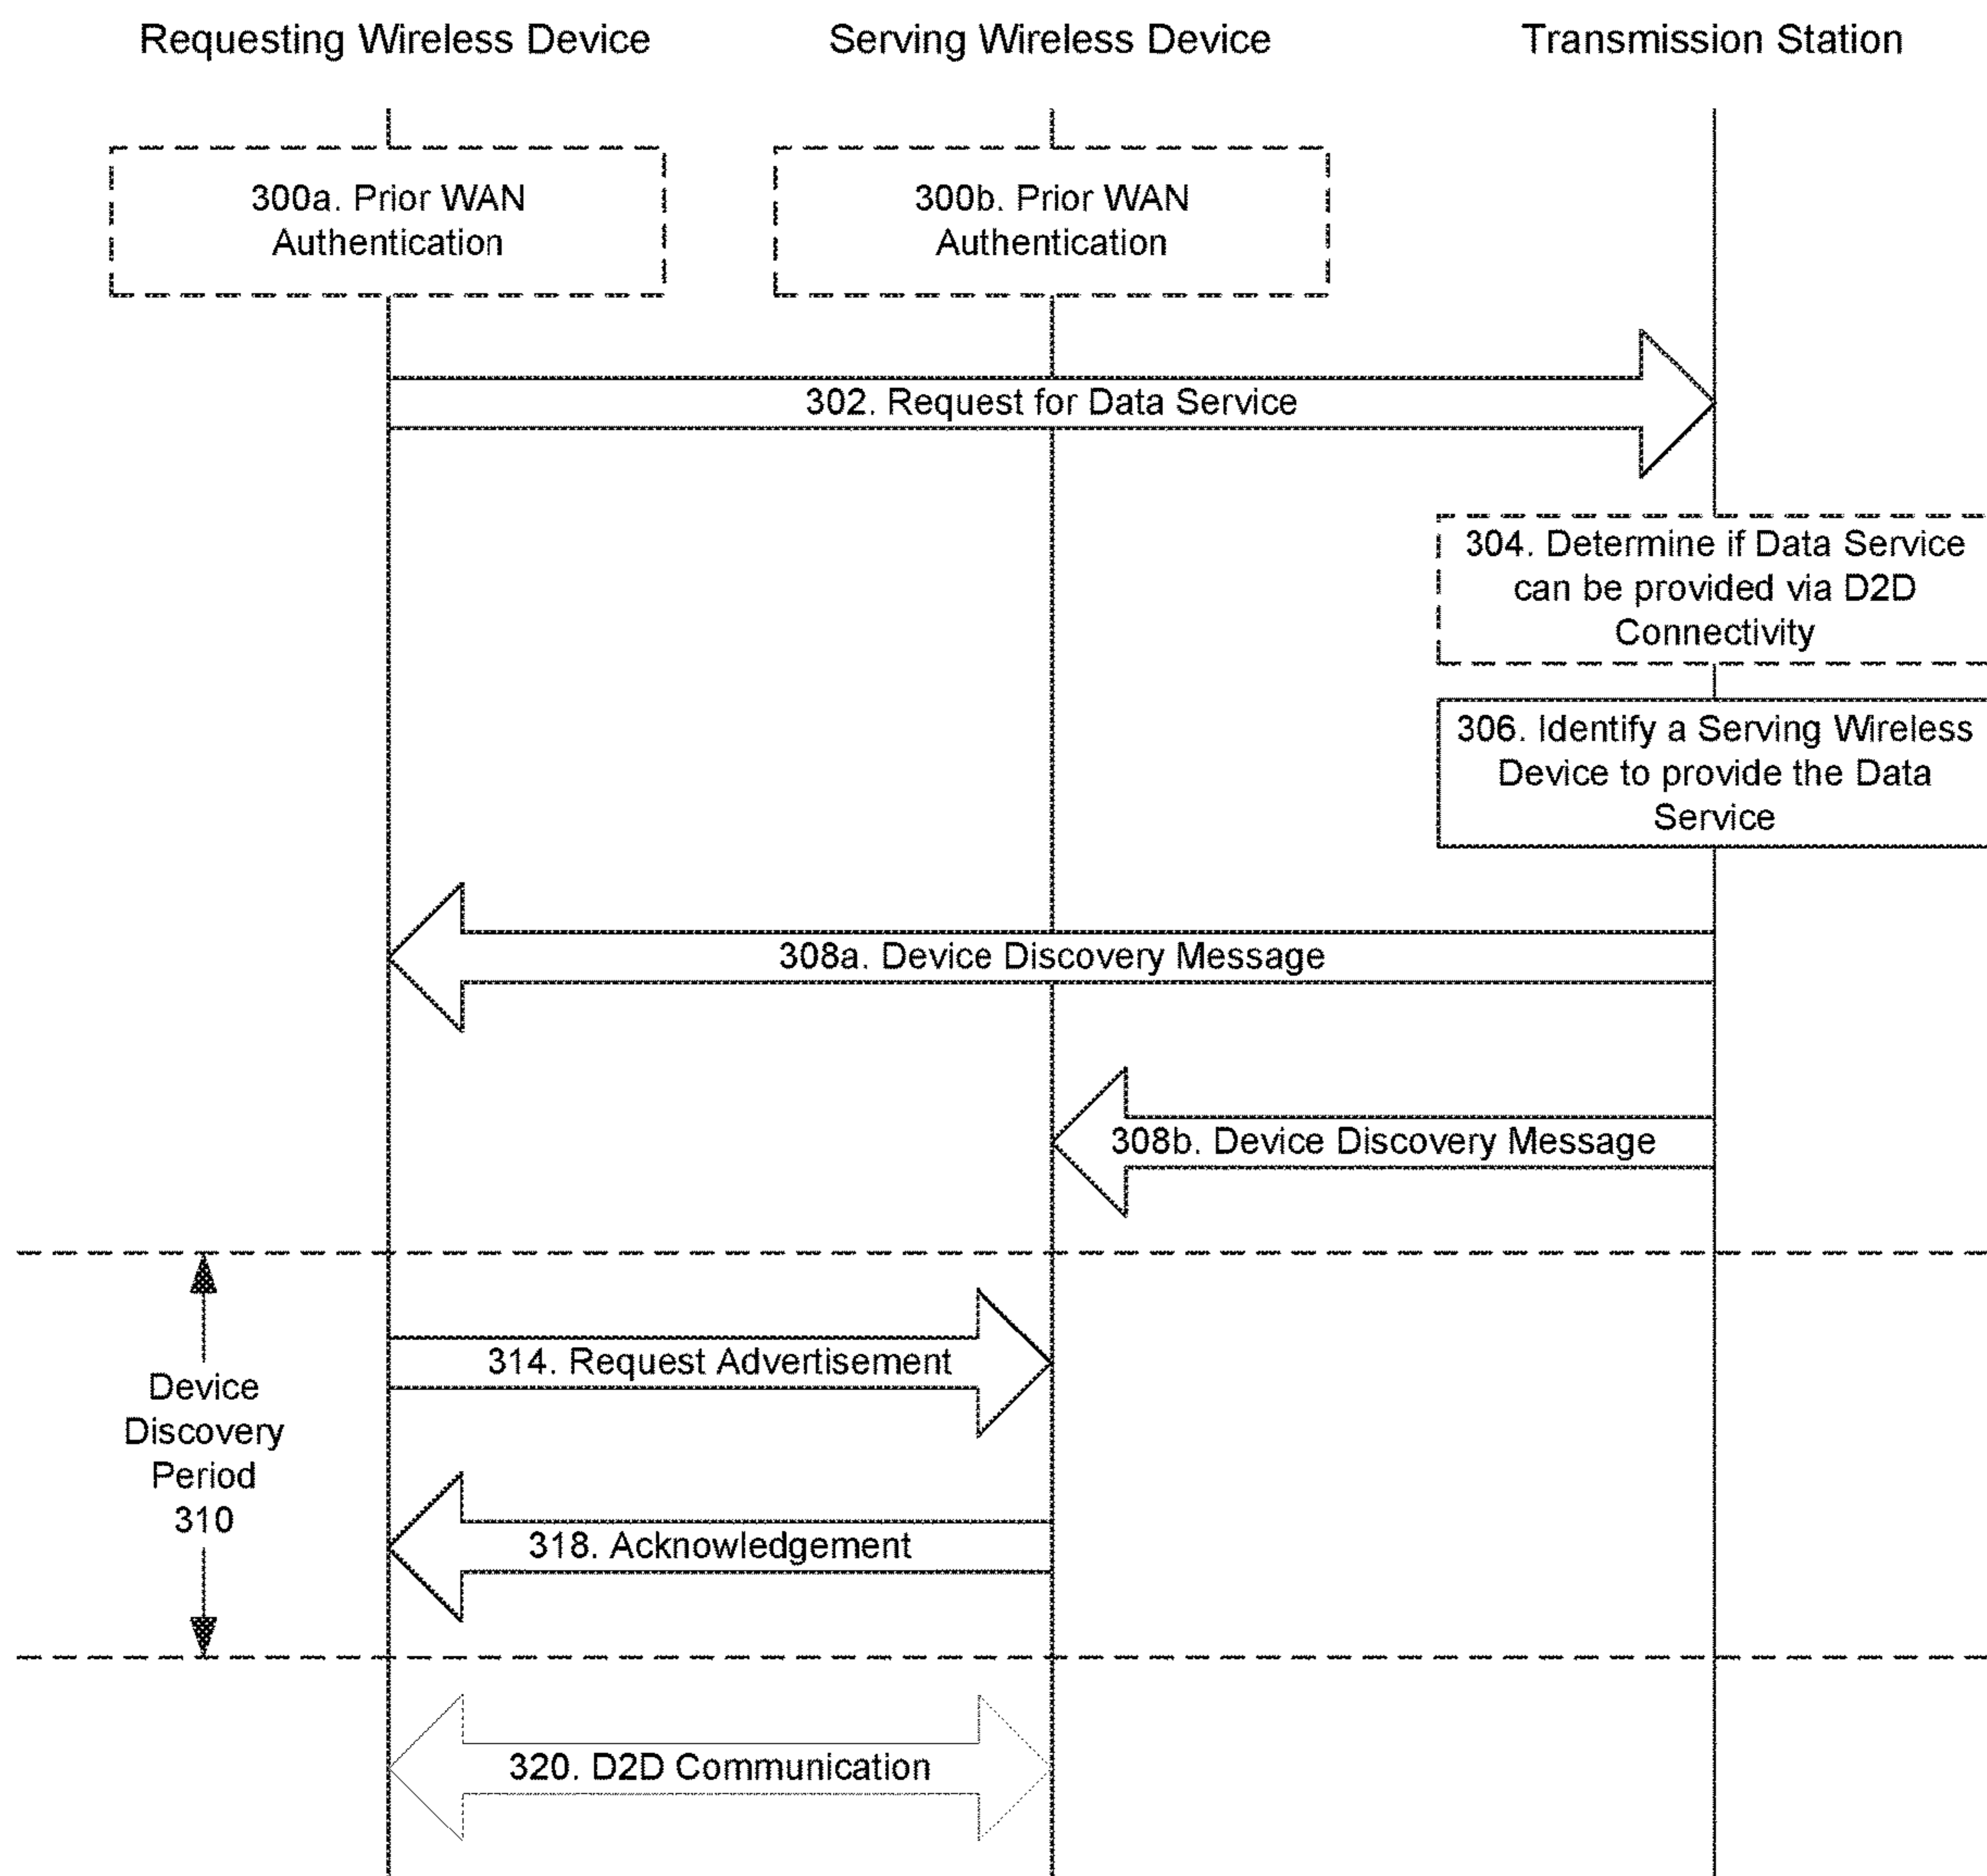 Requesting Wireless Device
Serving Wireless Device
Transmission Station
300a. Prior WAN
Authentication
300b. Prior WAN
Authentication
302. Request for Data Service
304. Determine if Data Service
can be provided via D2D
Connectivity
306. Identify a Serving Wireless
Device to provide the Data
Service
308a. Device Discovery Message
308b. Device Discovery Message
314. Request Advertisement
Device
Discovery
Period
310
318. Acknowledgement
320. D2D Communication